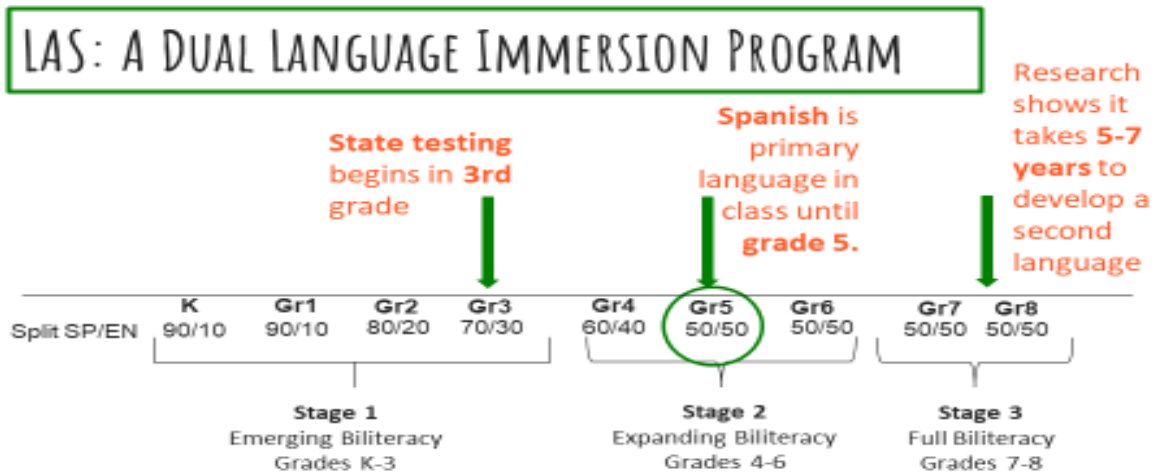 LAS: A DUAL LANGUAGE IMMERSION PROGRAM
State testing
begins in 3rd
grade
Spanish is
primary
language in
class until
grade 5.
Research
shows it
takes 5-7
years to
develop a
second
language
K Gr1 Gr2 Gr3 Gr4 Gr5 Gr6 Gr7 Gr8
Split SP/EN 90/10 90/10 80/20 70/30 60/40 50/50 50/50 50/50 50/50
Stage 1
Emerging Biliteracy
Grades K-3
Stage 2
Expanding Biliteracy
Grades 4-6
Stage 3
Full Biliteracy
Grades 7-8